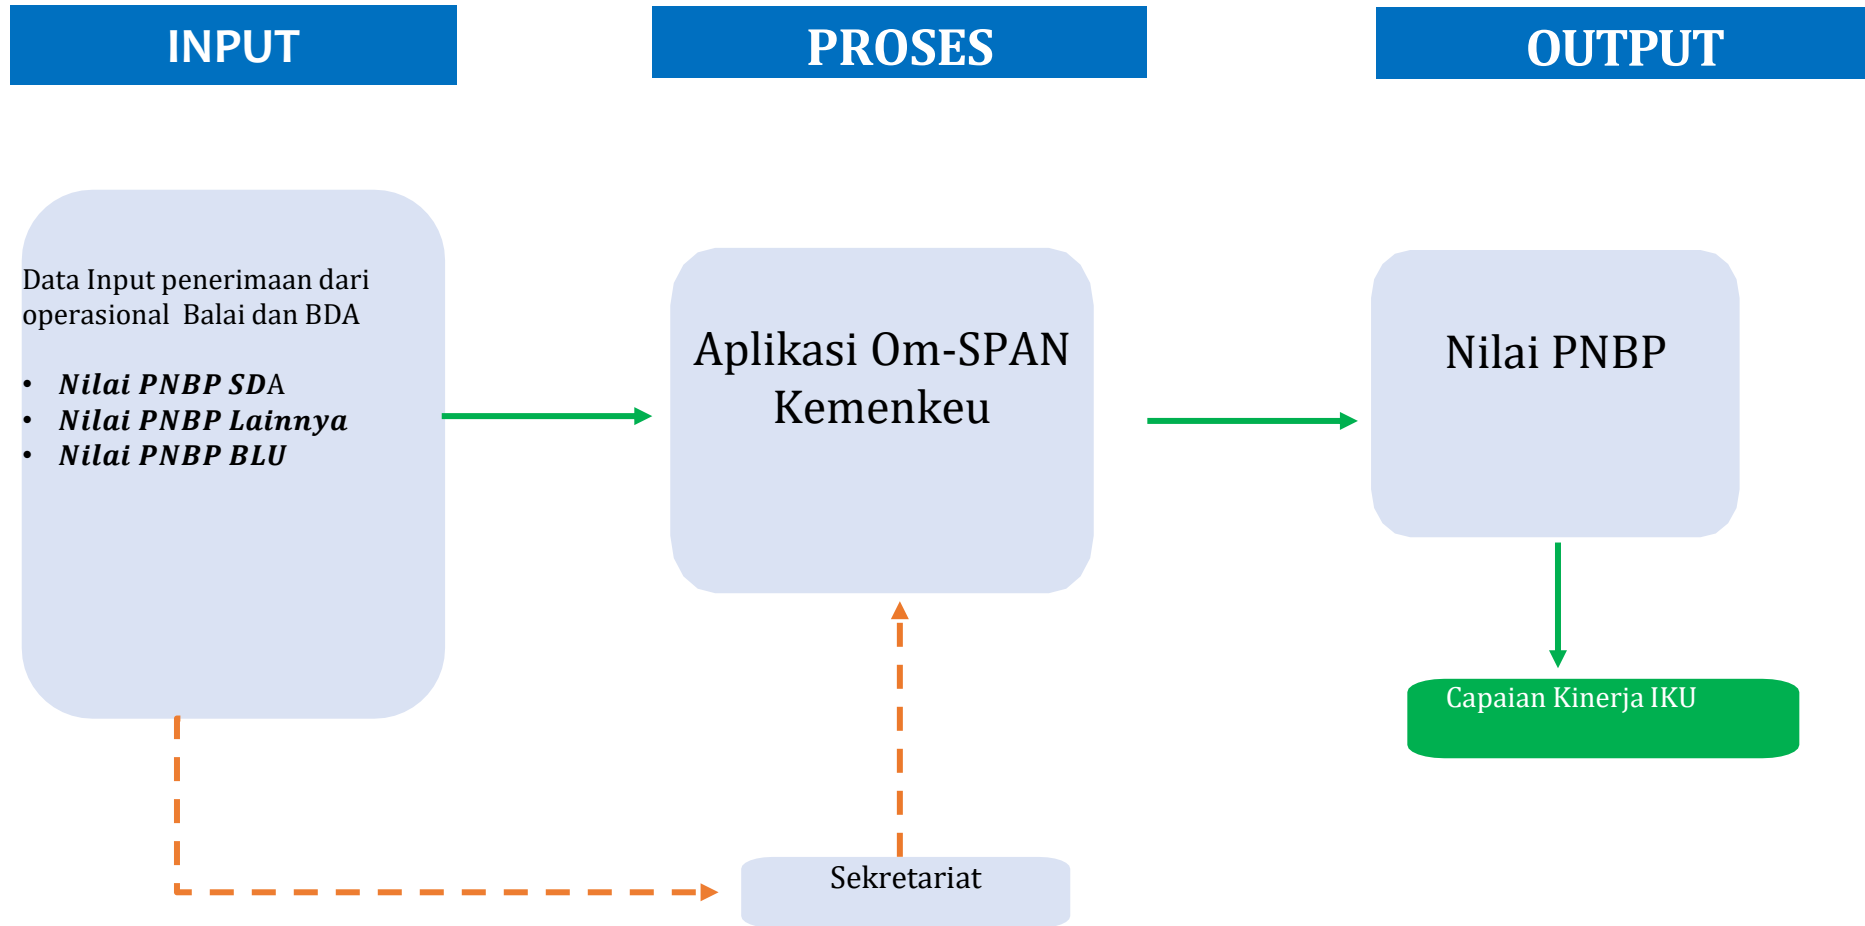 INPUT
PROSES
OUTPUT
Data Input penerimaan dari
operasional Balai dan BDA
• Nilai PNBP SDA
• Nilai PNBP Lainnya
• Nilai PNBP BLU
Aplikasi Om-SPAN
Kemenkeu
Nilai PNBP
Capaian Kinerja IKU
Sekretariat